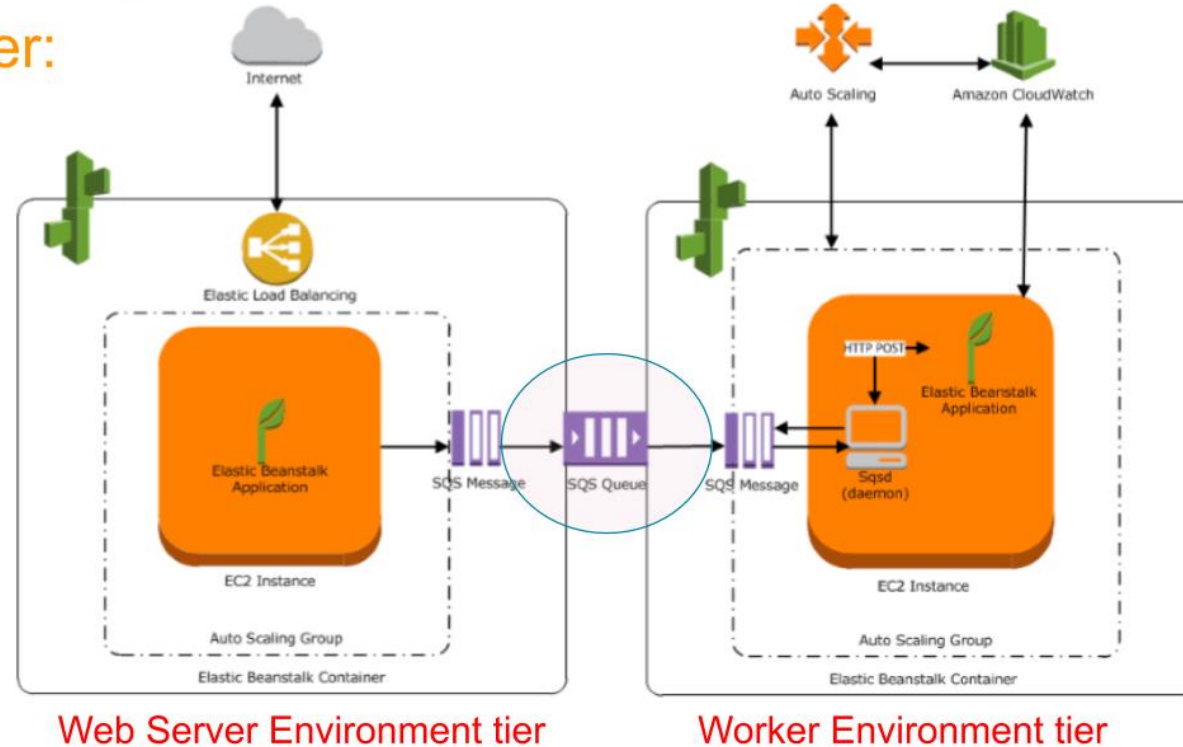 er:
Internet
Auto Scaling
Amazon CloudWatch
Elastic Load Balancing
Elastic Beanstalk
Application
EC2 Instance
Auto Scaling Group
Elastic Beanstalk Container
SQS Message
SQS Queue
SQS Message
HTTP POST
Elastic Beanstalk
Application
Sqsd
(daemon)
EC2 Instance
Auto Scaling Group
Elastic Beanstalk Container
Web Server Environment tier
Worker Environment tier